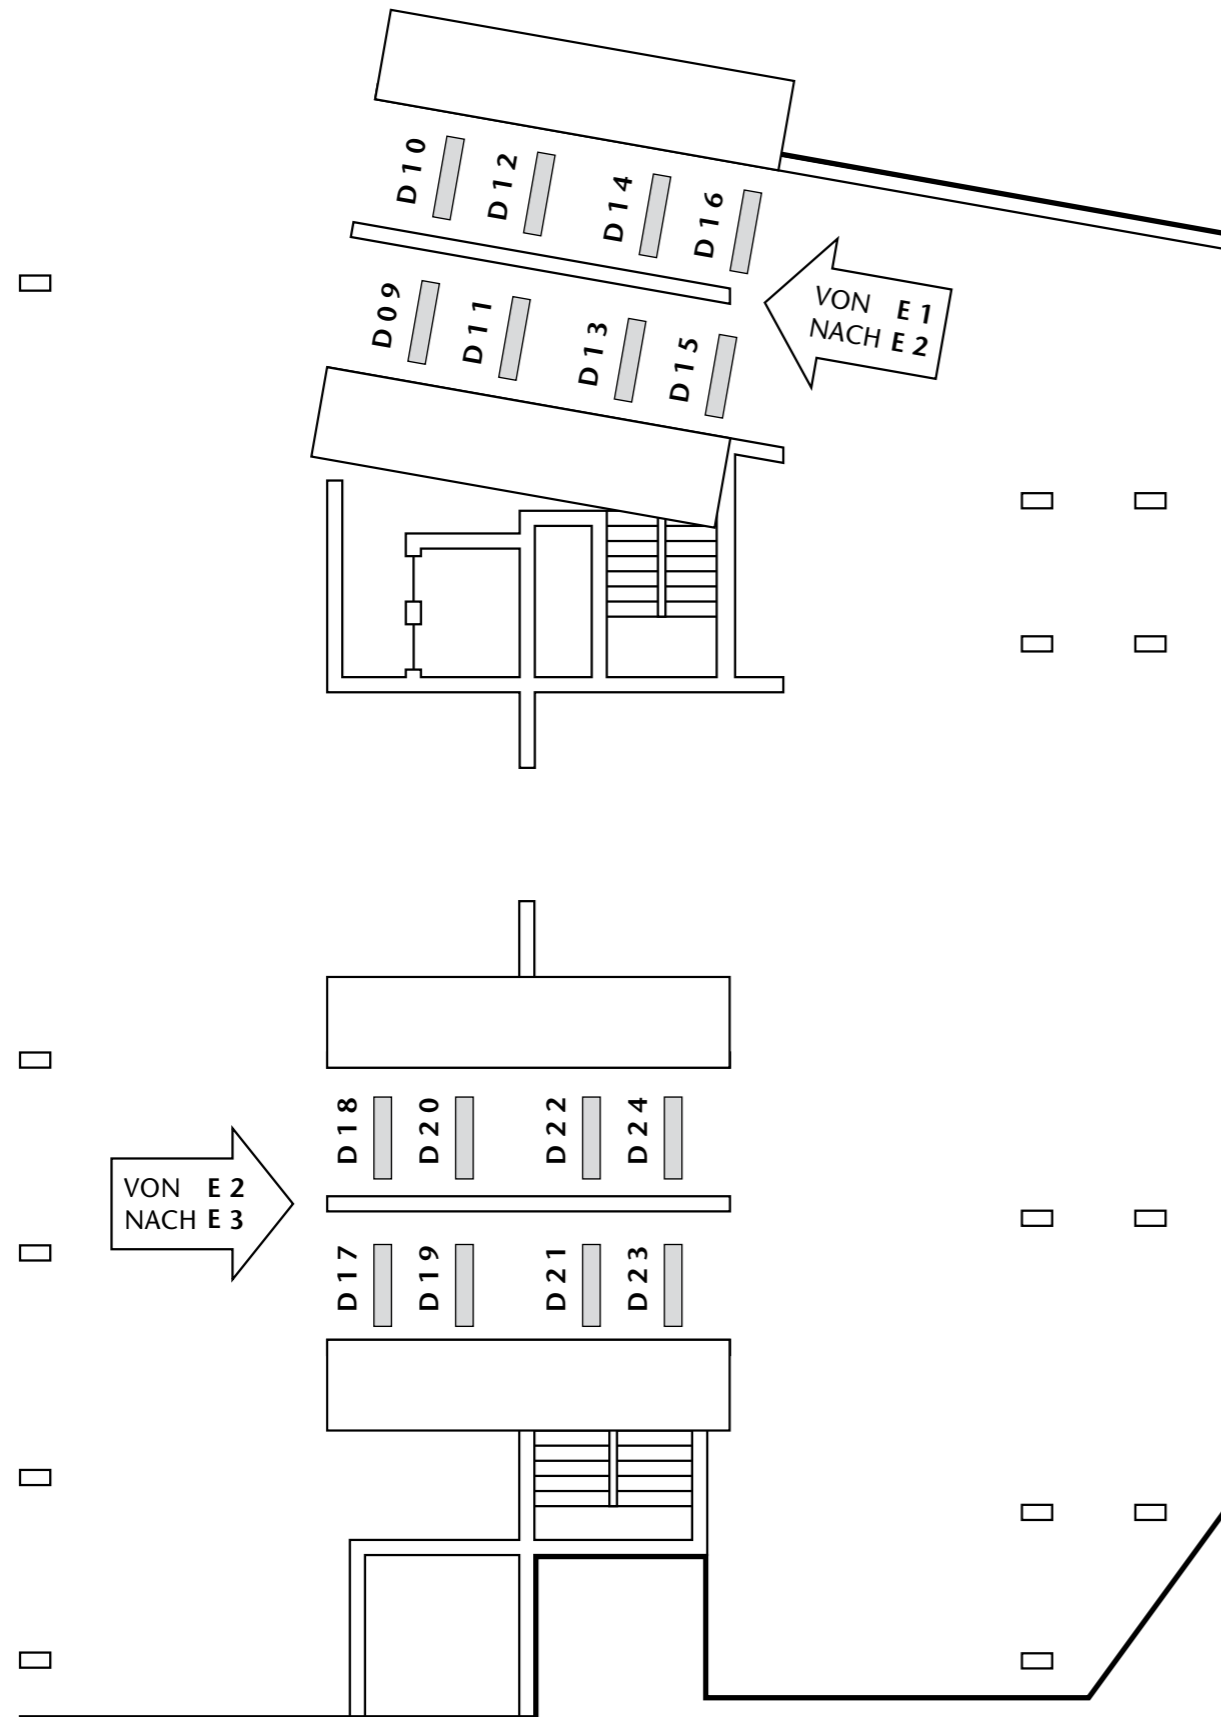 D10
D12
D14
D16
D09
D11
D13
D15
VON E1
NACH E2
D18
D20
D22
D24
VON E2
NACH E3
D17
D19
D21
D23